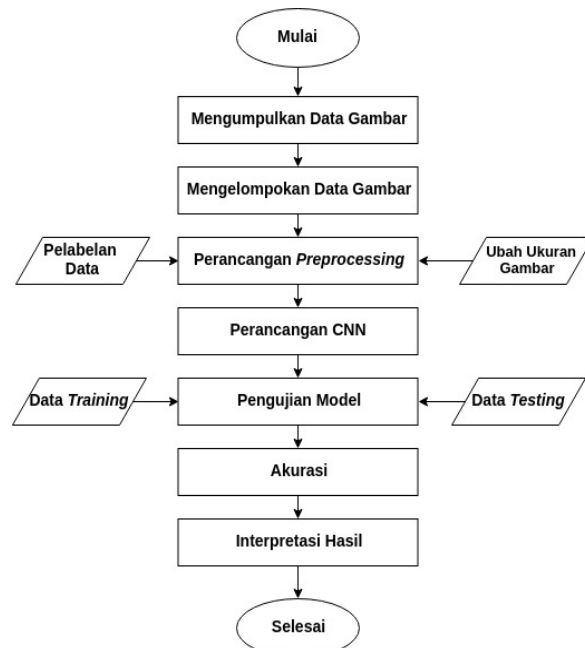 Mulai
Mengumpulkan Data Gambar
Mengelompokan Data Gambar
Pelabelan
Data
Perancangan Preprocessing
Ubah Ukuran
Gambar
Perancangan CNN
Data Training
Pengujian Model
Data Testing
Akurasi
Interpretasi Hasil
Selesai